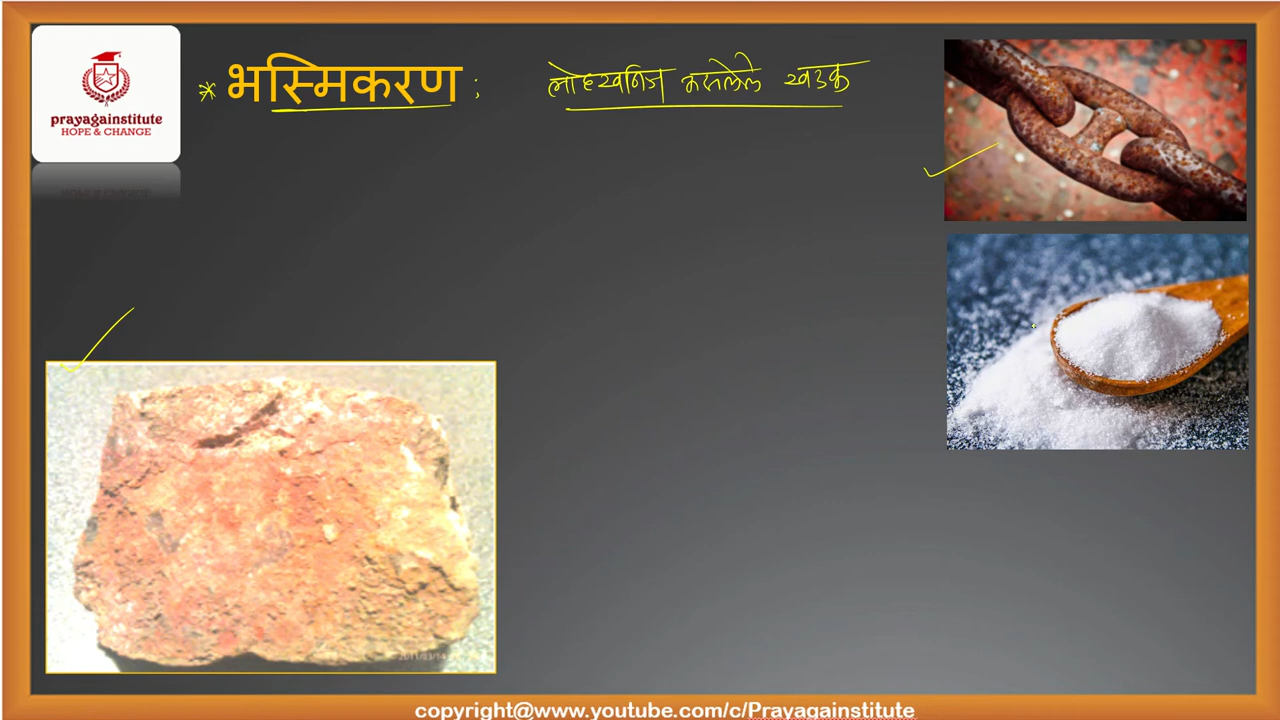 prayagainstitute
HOPE & CHANGE
* भस्मिकरण : लोहखनिज असलेले खडक
copyright@www.youtube.com/c/Prayagainstitute